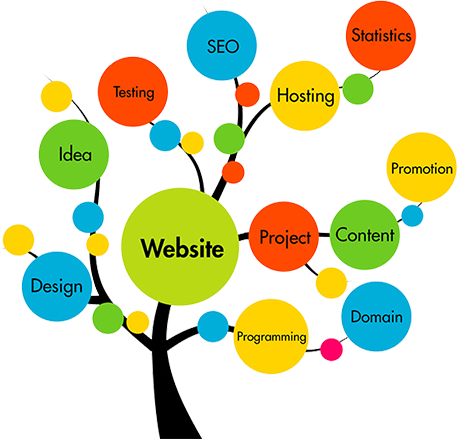 Statistics
SEO
Testing
Hosting
Idea
Promotion
Website
Project
Content
Design
Domain
Programming